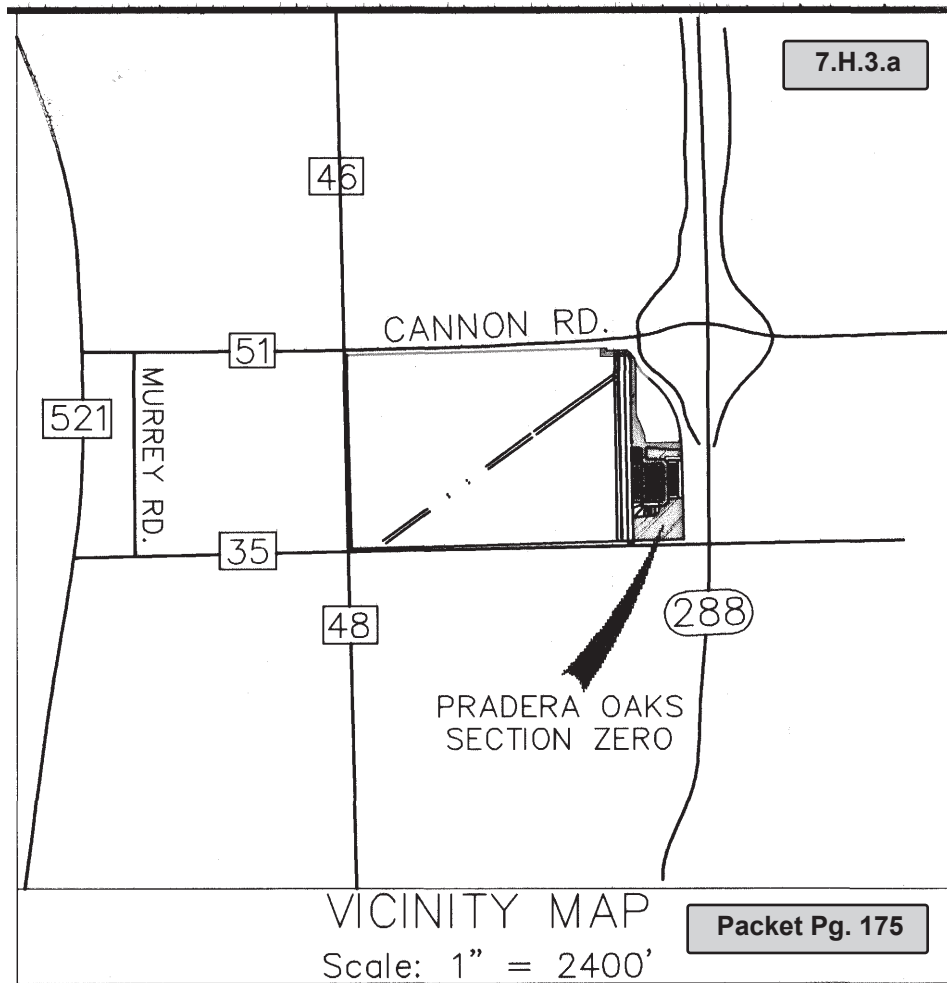 7.H.3.a
46
CANNON RD.
51
521
MURREY RD.
35
48
288
PRADERA OAKS
SECTION ZERO
VICINITY MAP
Packet Pg. 175
Scale: 1" = 2400'